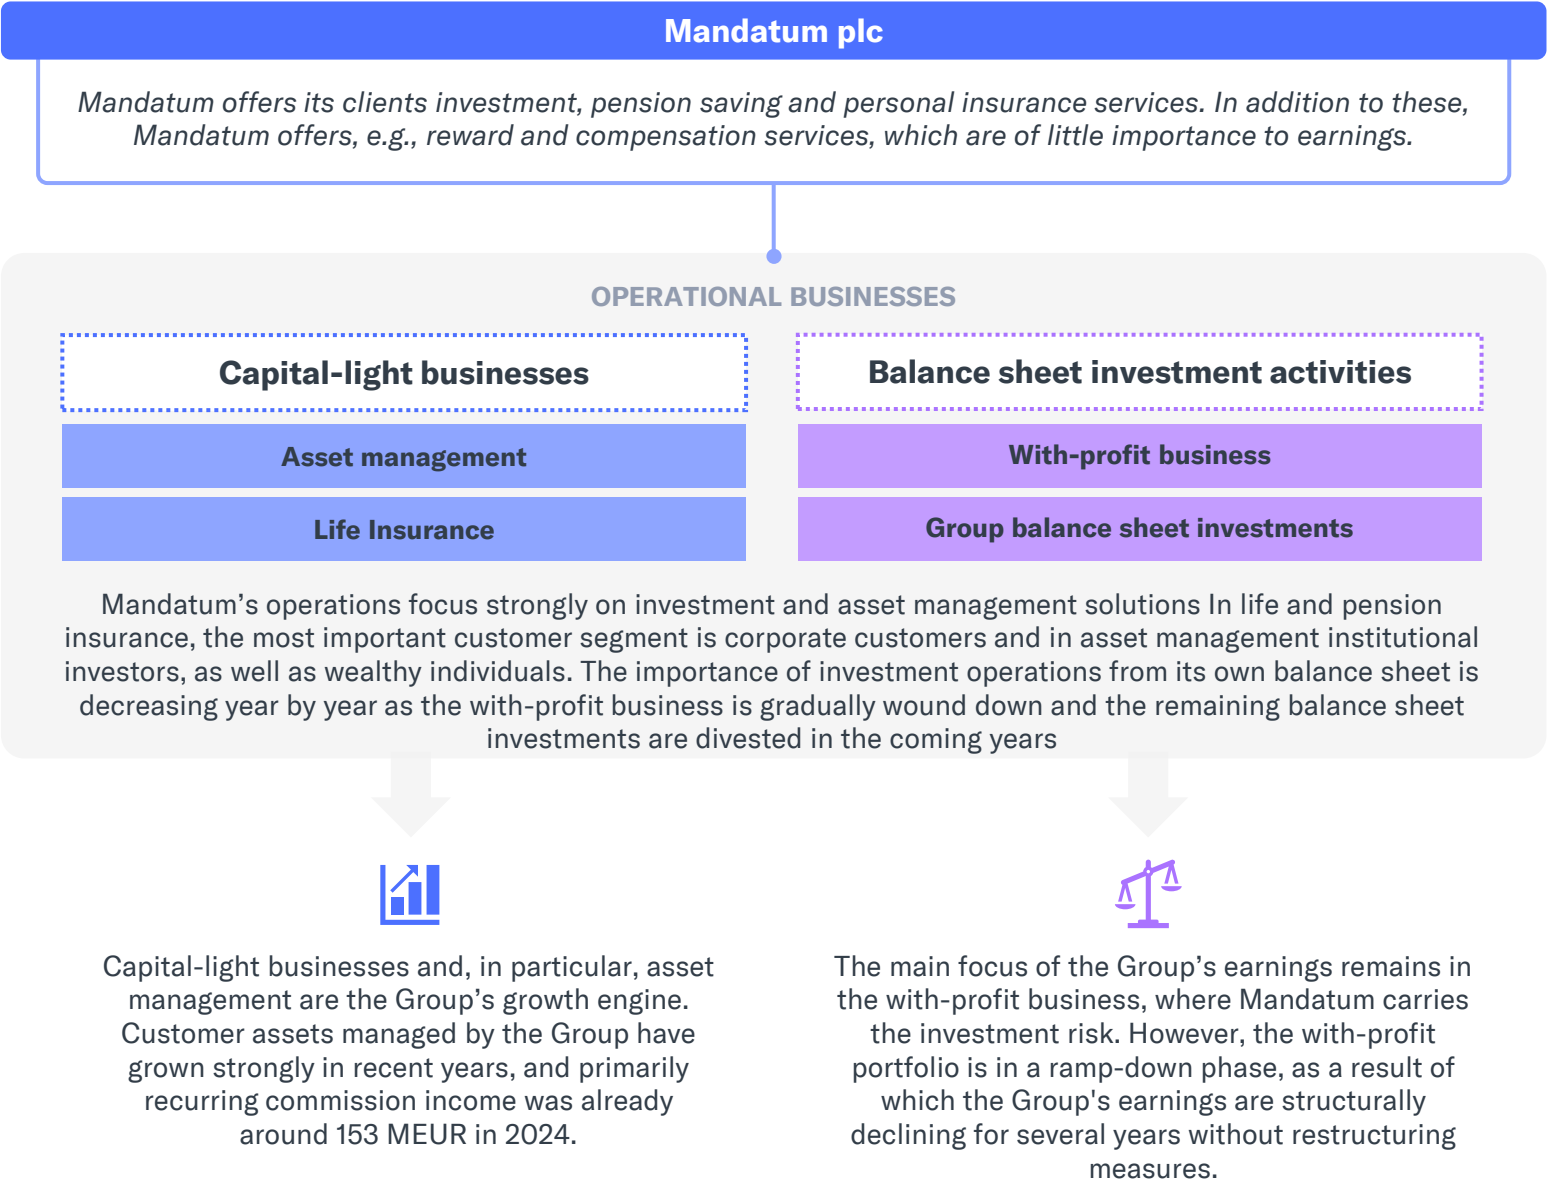 Mandatum plc
Mandatum offers its clients investment, pension saving and personal insurance services. In addition to these,
Mandatum offers, e.g., reward and compensation services, which are of little importance to earnings.
OPERATIONAL BUSINESSES
Capital-light businesses
Asset management
Life Insurance
Balance sheet investment activities
With-profit business
Group balance sheet investments
Mandatum’s operations focus strongly on investment and asset management solutions In life and pension
insurance, the most important customer segment is corporate customers and in asset management institutional
investors, as well as wealthy individuals. The importance of investment operations from its own balance sheet is
decreasing year by year as the with-profit business is gradually wound down and the remaining balance sheet
investments are divested in the coming years
Capital-light businesses and, in particular, asset
management are the Group’s growth engine.
Customer assets managed by the Group have
grown strongly in recent years, and primarily
recurring commission income was already
around 153 MEUR in 2024.
The main focus of the Group’s earnings remains in
the with-profit business, where Mandatum carries
the investment risk. However, the with-profit
portfolio is in a ramp-down phase, as a result of
which the Group's earnings are structurally
declining for several years without restructuring
measures.